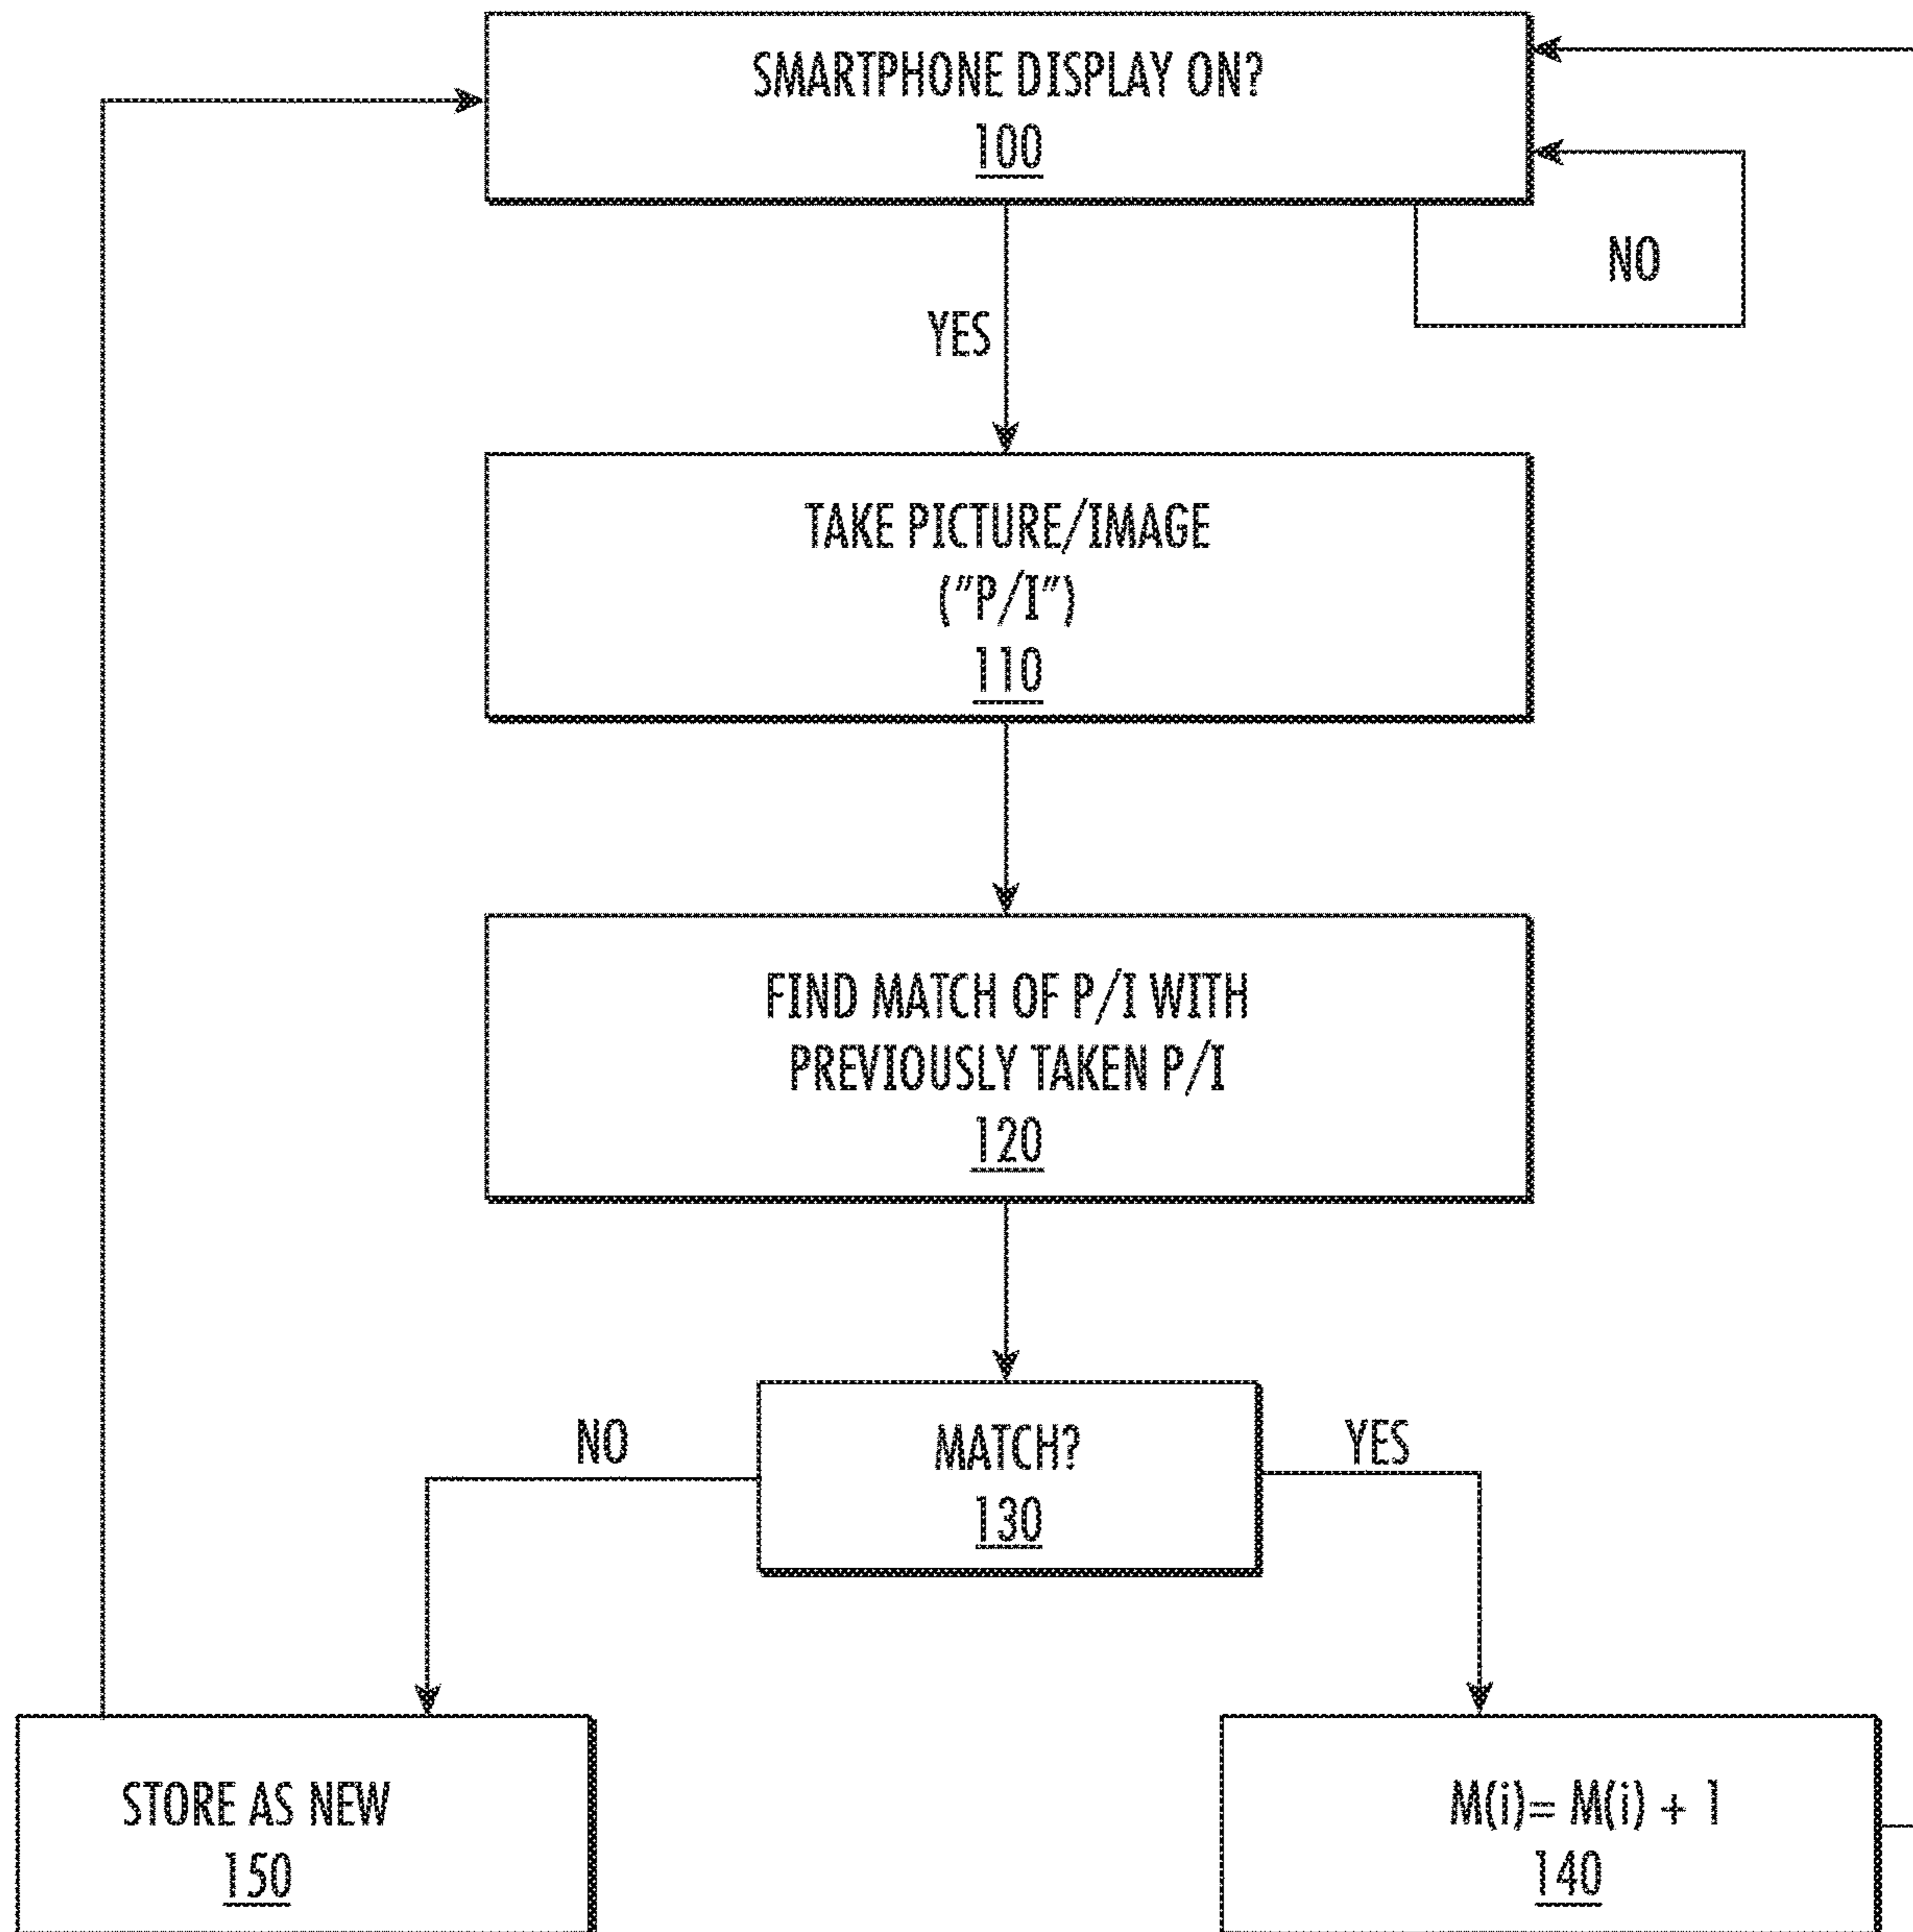 SMARTPHONE DISPLAY ON?
100
NO
YES
TAKE PICTURE/IMAGE
("P/I")
110
FIND MATCH OF P/I WITH
PREVIOUSLY TAKEN P/I
120
NO
MATCH?
130
YES
STORE AS NEW
150
M(i)= M(i) + 1
140